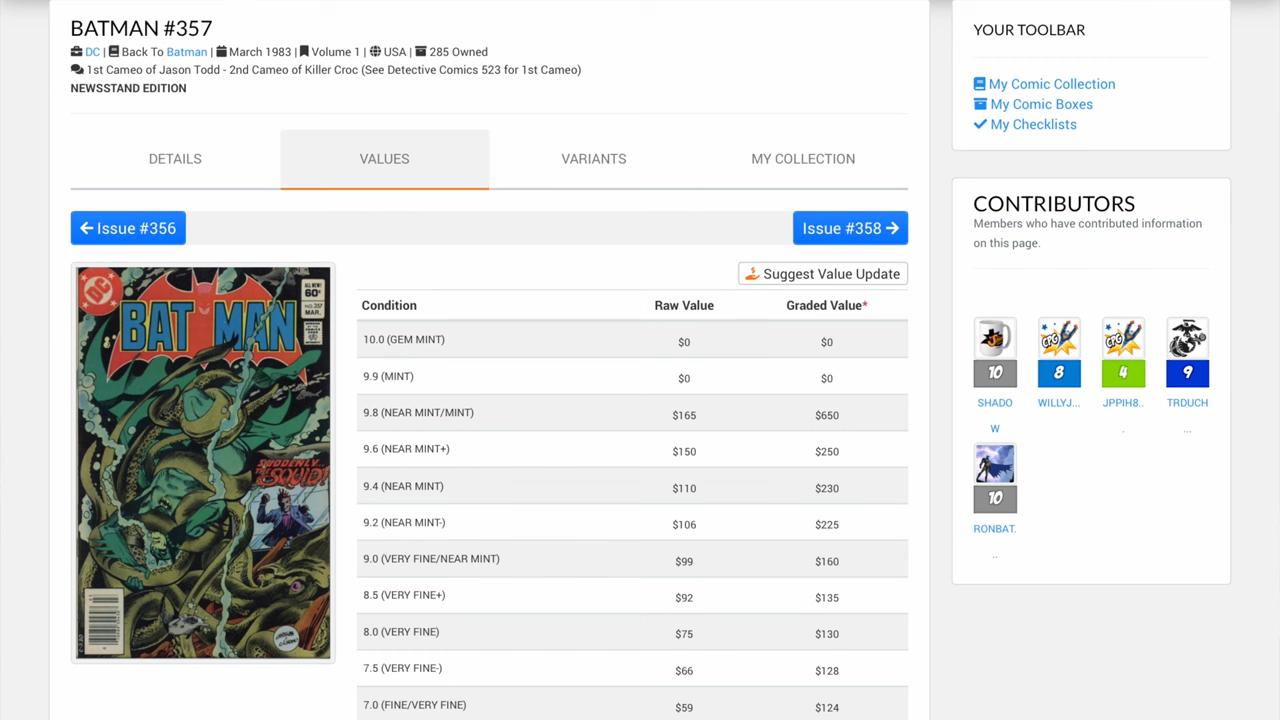 BATMAN #357
DC | Back To Batman | March 1983 | Volume 1 | USA | 285 Owned
1st Cameo of Jason Todd - 2nd Cameo of Killer Croc (See Detective Comics 523 for 1st Cameo)
NEWSSTAND EDITION
DETAILS VALUES VARIANTS MY COLLECTION
Issue #356 Issue #358
Suggest Value Update
DC
ALL NEW!
60¢
NO. 357
MAR.
BATMAN
SUDDENLY...
THE SQUID!
Condition Raw Value Graded Value*
10.0 (GEM MINT) $0 $0
9.9 (MINT) $0 $0
9.8 (NEAR MINT/MINT) $165 $650
9.6 (NEAR MINT+) $150 $250
9.4 (NEAR MINT) $110 $230
9.2 (NEAR MINT-) $106 $225
9.0 (VERY FINE/NEAR MINT) $99 $160
8.5 (VERY FINE+) $92 $135
8.0 (VERY FINE) $75 $130
7.5 (VERY FINE-) $66 $128
7.0 (FINE/VERY FINE) $59 $124
YOUR TOOLBAR
My Comic Collection
My Comic Boxes
My Checklists
CONTRIBUTORS
Members who have contributed information
on this page.
CPG CPG
10 8 4 9
SHADO WILLYJ... JPPIH8.. TRDUCH
W . ...
10
RONBAT.
..